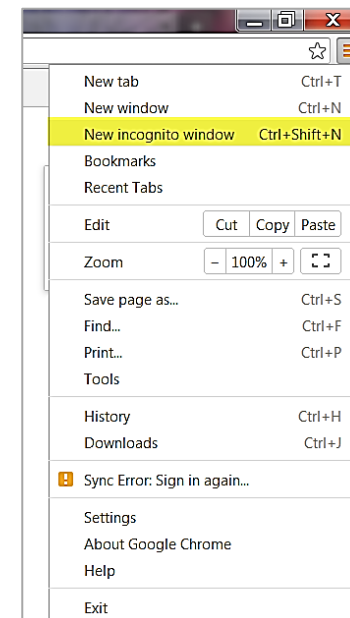 New tab Ctrl+T
New window Ctrl+N
New incognito window Ctrl+Shift+N
Bookmarks
Recent Tabs
Edit Cut Copy Paste
Zoom − 100% +
Save page as... Ctrl+S
Find... Ctrl+F
Print... Ctrl+P
Tools
History Ctrl+H
Downloads Ctrl+J
Sync Error: Sign in again...
Settings
About Google Chrome
Help
Exit